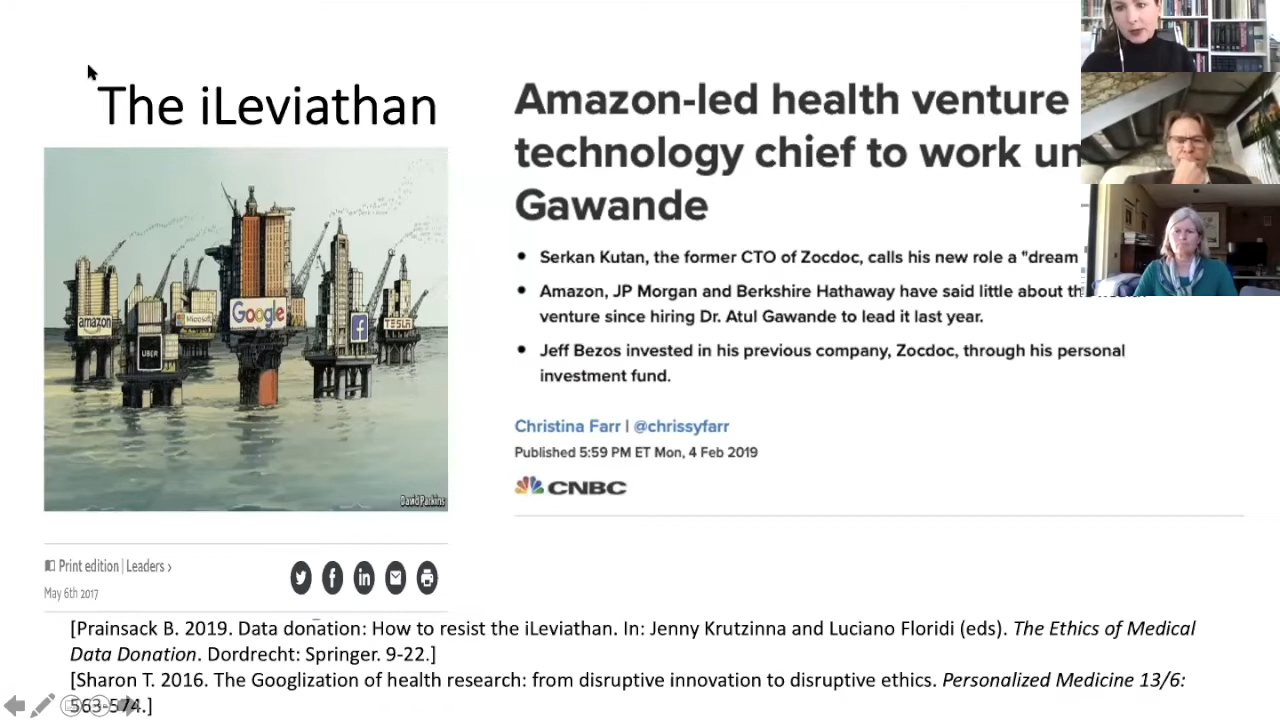 The iLeviathan
amazon
UBER
Microsoft
Google
TESLA
David Parkins
Print edition | Leaders ›
May 6th 2017
Amazon-led health venture
technology chief to work
Gawande
Serkan Kutan, the former CTO of Zocdoc, calls his new role a "dream
Amazon, JP Morgan and Berkshire Hathaway have said little about
venture since hiring Dr. Atul Gawande to lead it last year.
Jeff Bezos invested in his previous company, Zocdoc, through his personal
investment fund.
Christina Farr | @chrissyfarr
Published 5:59 PM ET Mon, 4 Feb 2019
CNBC
[Prainsack B. 2019. Data donation: How to resist the iLeviathan. In: Jenny Krutzinna and Luciano Floridi (eds). The Ethics of Medical
Data Donation. Dordrecht: Springer. 9-22.]
[Sharon T. 2016. The Googlization of health research: from disruptive innovation to disruptive ethics. Personalized Medicine 13/6:
563-574.]